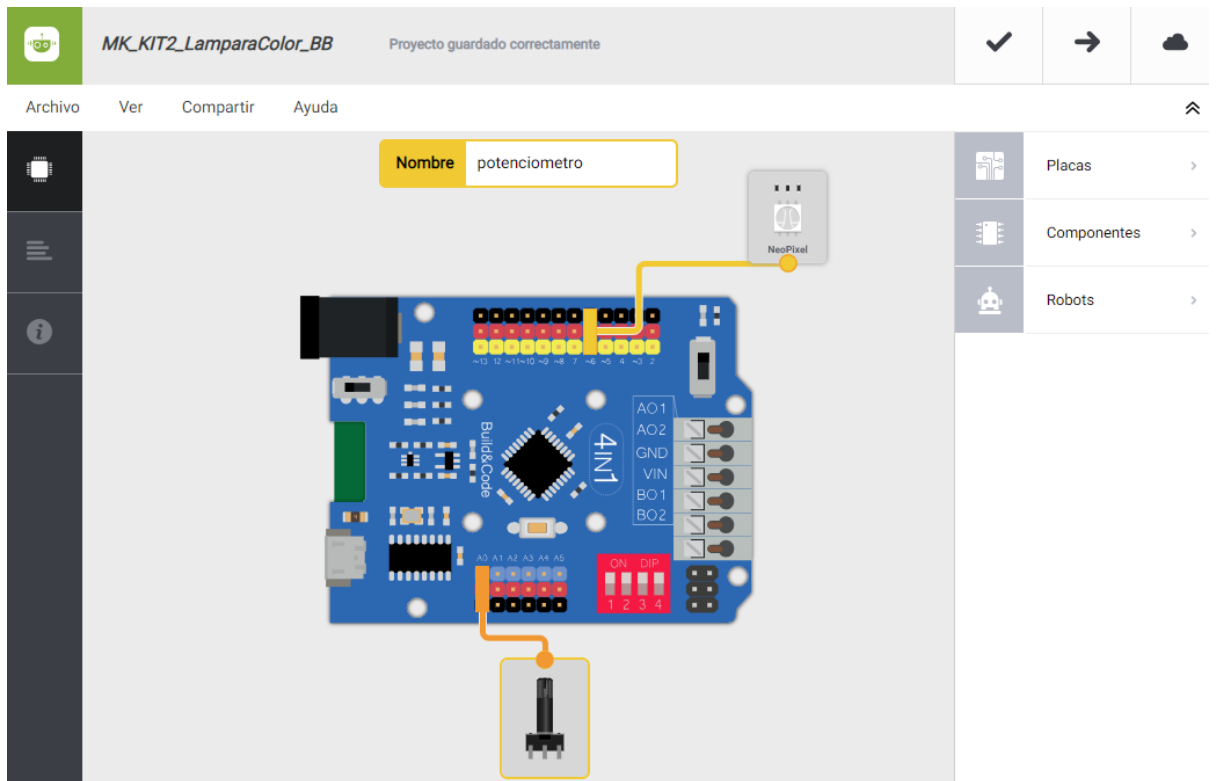 MK_KIT2_LamparaColor_BB
Proyecto guardado correctamente
Archivo Ver Compartir Ayuda
Nombre potenciometro
Placas
Componentes
Robots
NeoPixel
~13 12 ~11 ~10 ~9 ~8 7 ~6 ~5 4 ~3 2
AO1
AO2
GND
VIN
BO1
BO2
Build&Code
4IN1
A0 A1 A2 A3 A4 A5
ON DIP
1 2 3 4